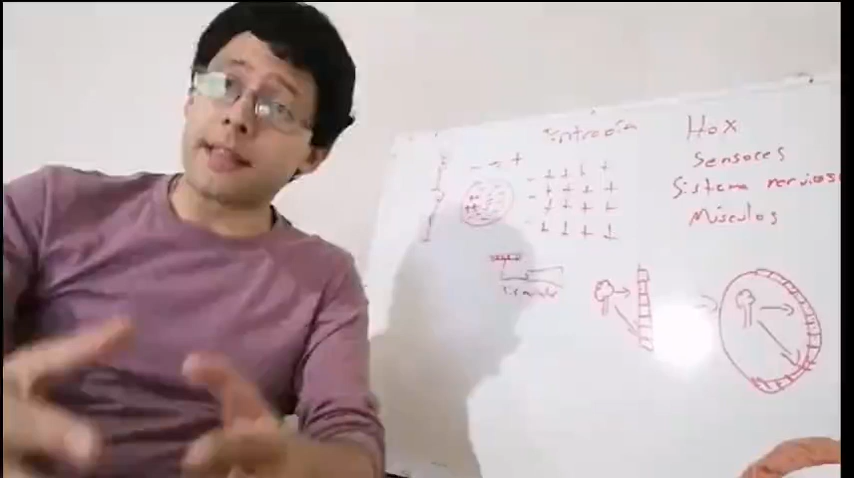 Entropía
Hox
Sensores
Sistema nervios
Músculos